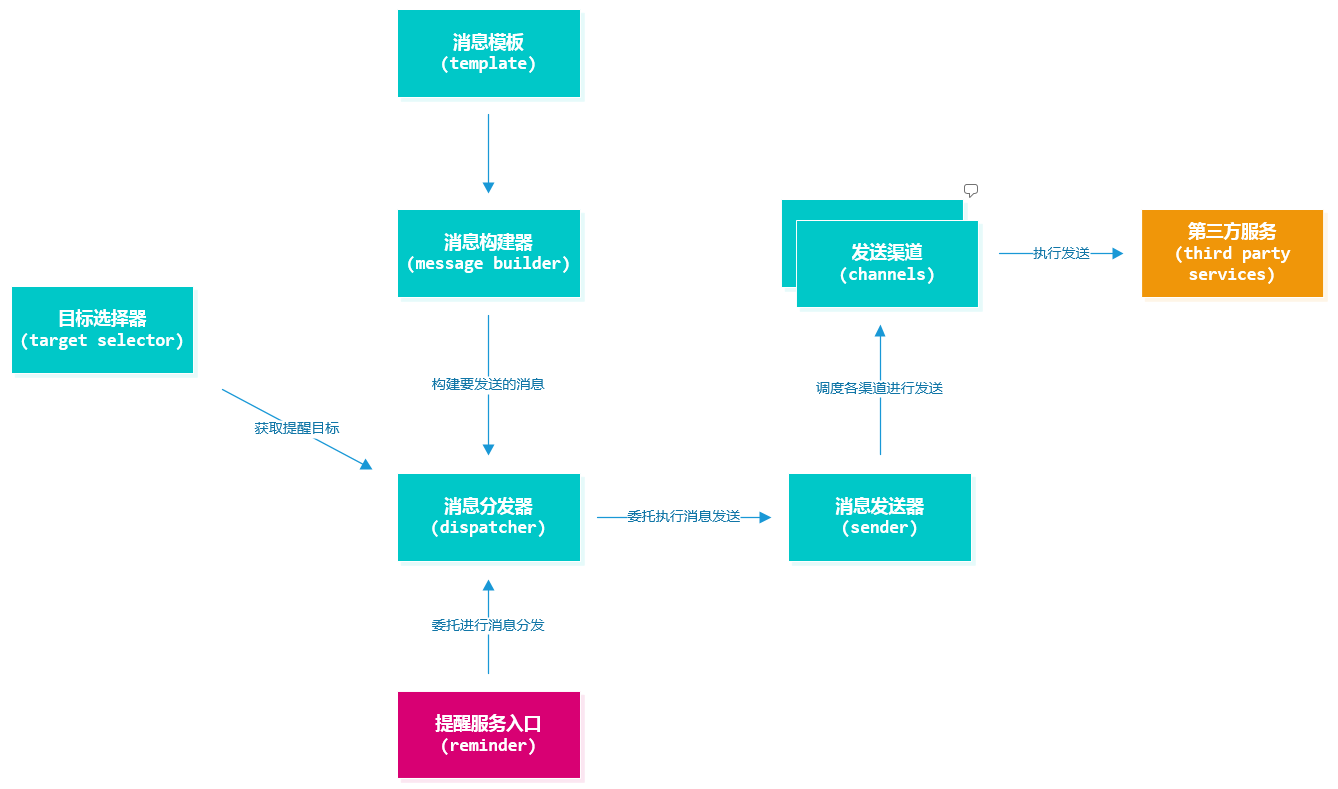 消息模板
(template)
消息构建器
(message builder)
发送渠道
(channels)
执行发送
第三方服务
(third party
services)
目标选择器
(target selector)
构建要发送的消息
调度各渠道进行发送
获取提醒目标
消息分发器
(dispatcher)
委托执行消息发送
消息发送器
(sender)
委托进行消息分发
提醒服务入口
(reminder)